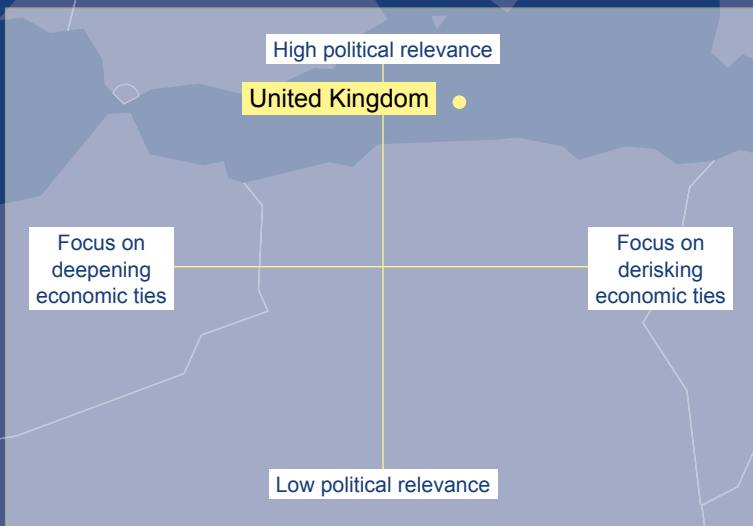 High political relevance
United Kingdom
Focus on
deepening
economic ties
Focus on
derisking
economic ties
Low political relevance